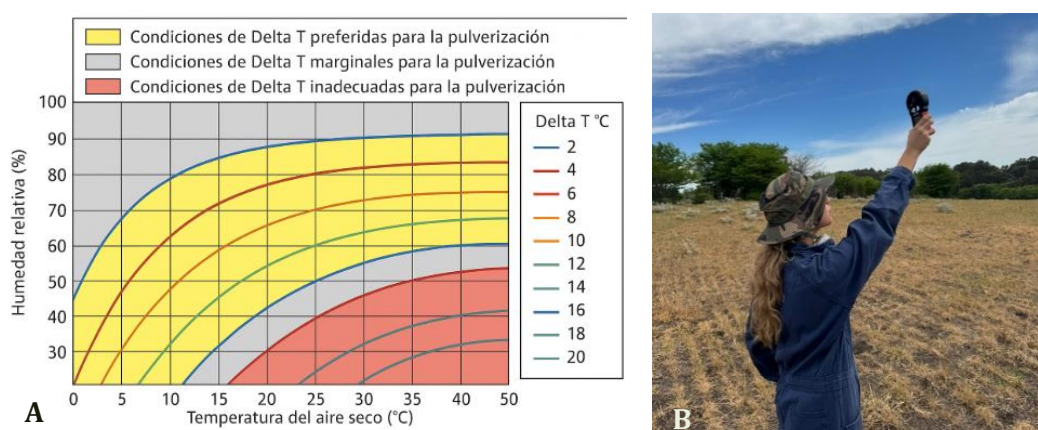 Condiciones de Delta T preferidas para la pulverización
Condiciones de Delta T marginales para la pulverización
Condiciones de Delta T inadecuadas para la pulverización
Humedad relativa (%)
100
90
80
70
60
50
40
30
0 5 10 15 20 25 30 35 40 45 50
Temperatura del aire seco (°C)
Delta T °C
2
4
6
8
10
12
14
16
18
20
A
B